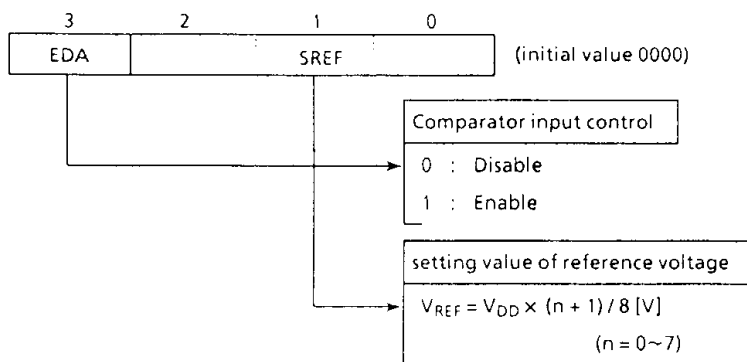 3 2 1 0
EDA SREF (initial value 0000)
Comparator input control
0 : Disable
1 : Enable
setting value of reference voltage
VREF = VDD × (n + 1) / 8 [V]
(n = 0~7)